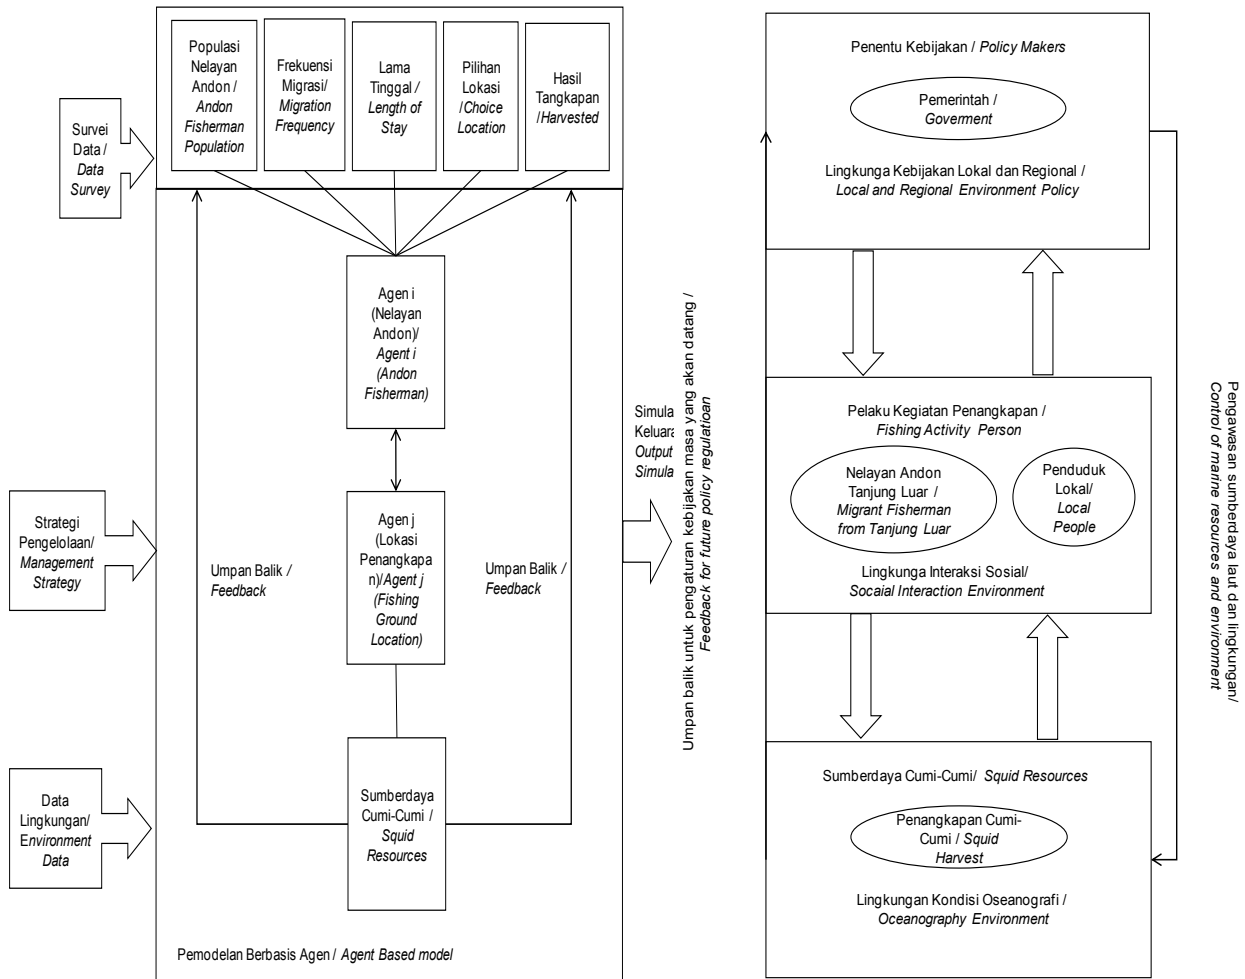 Populasi
Nelayan
Andon /
Andon
Fisherman
Population
Frekuensi
Migrasi/
Migration
Frequency
Lama
Tinggal /
Length of
Stay
Pilihan
Lokasi
/Choice
Location
Hasil
Tangkapan
/Harvested
Survei
Data /
Data
Survey
Agen i
(Nelayan
Andon)/
Agent i
(Andon
Fisherman)
Strategi
Pengelolaan/
Management
Strategy
Umpan Balik /
Feedback
Agen j
(Lokasi
Penangkapa
n)/Agent j
(Fishing
Ground
Location)
Umpan Balik /
Feedback
Data
Lingkungan/
Environment
Data
Sumberdaya
Cumi-Cumi /
Squid
Resources
Pemodelan Berbasis Agen / Agent Based model
Simula
Keluara
Output
Simula
Umpan balik untuk pengaturan kebijakan masa yang akan datang /
Feedback for future policy regulatioan
Penentu Kebijakan / Policy Makers
Pemerintah /
Goverment
Lingkunga Kebijakan Lokal dan Regional /
Local and Regional Environment Policy
Pelaku Kegiatan Penangkapan /
Fishing Activity Person
Nelayan Andon
Tanjung Luar /
Migrant Fisherman
from Tanjung Luar
Penduduk
Lokal/
Local
People
Lingkunga Interaksi Sosial/
Socaial Interaction Environment
Sumberdaya Cumi-Cumi/ Squid Resources
Penangkapan Cumi-
Cumi / Squid
Harvest
Lingkungan Kondisi Oseanografi /
Oceanography Environment
Pengawasan sumberdaya laut dan lingkungan/
Control of marine resources and environment